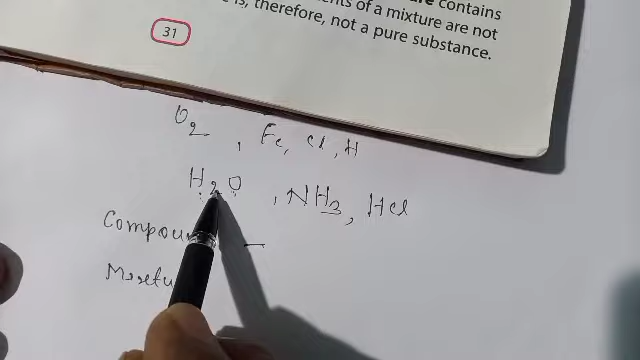 contains
of a mixture are not
is, therefore, not a pure substance.
31
O2, Fe, Cl, H
H2O, NH3, HCl
Compou
Mixtu